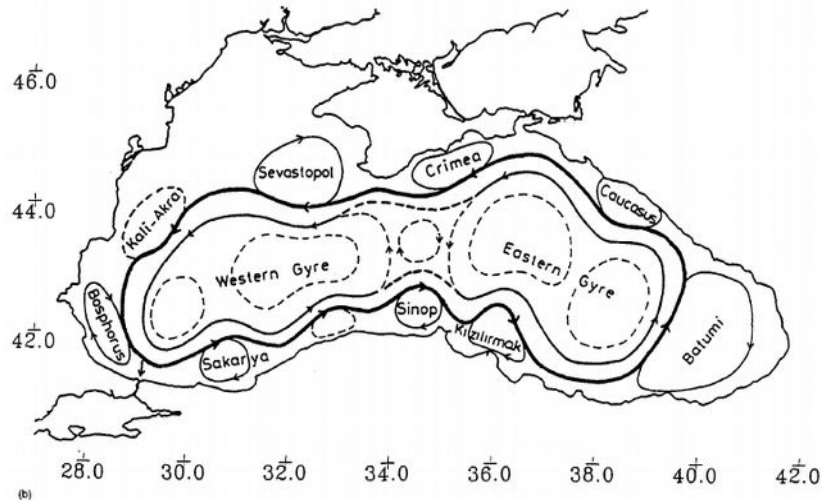 46.0
44.0
42.0
Sevastopol
Crimea
Caucasus
Kali-Akra
Western Gyre
Eastern Gyre
Bosphorus
Sakarya
Sinop
Kızılırmak
Batumi
28.0 30.0 32.0 34.0 36.0 38.0 40.0 42.0
(b)